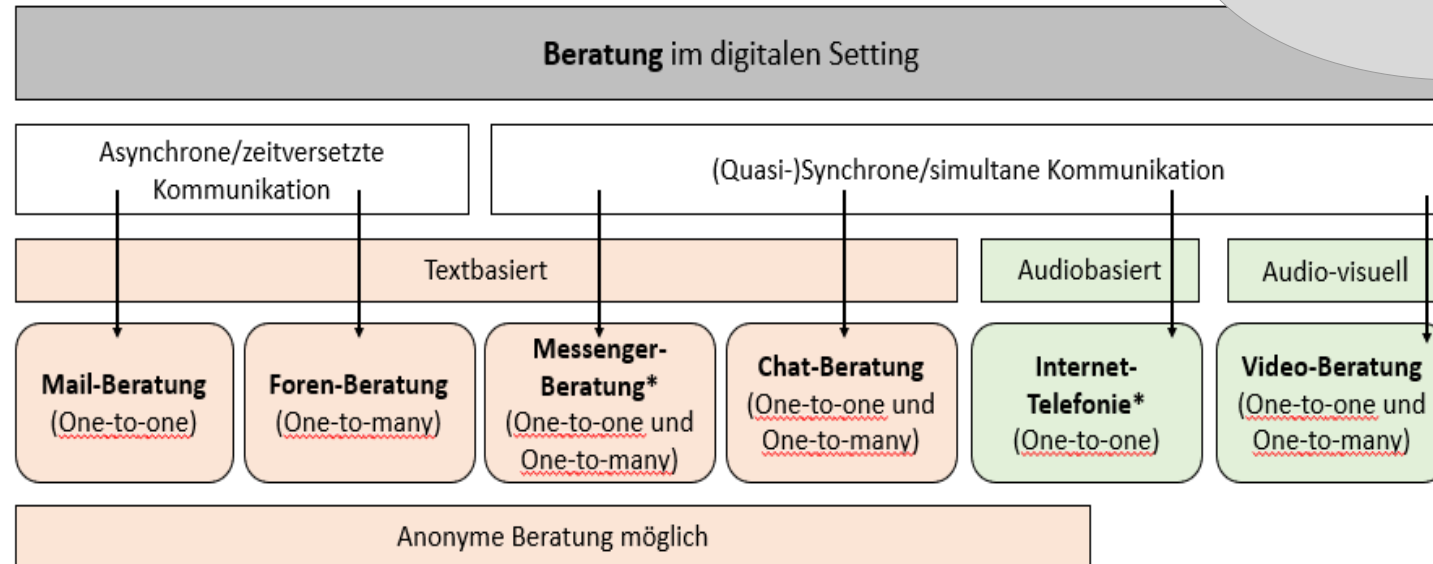 Beratung im digitalen Setting
Asynchrone/zeitversetzte
Kommunikation
(Quasi-)Synchrone/simultane Kommunikation
Textbasiert
Audiobasiert
Audio-visuell
Mail-Beratung
(One-to-one)
Foren-Beratung
(One-to-many)
Messenger-
Beratung*
(One-to-one und
One-to-many)
Chat-Beratung
(One-to-one und
One-to-many)
Internet-
Telefonie*
(One-to-one)
Video-Beratung
(One-to-one und
One-to-many)
Anonyme Beratung möglich